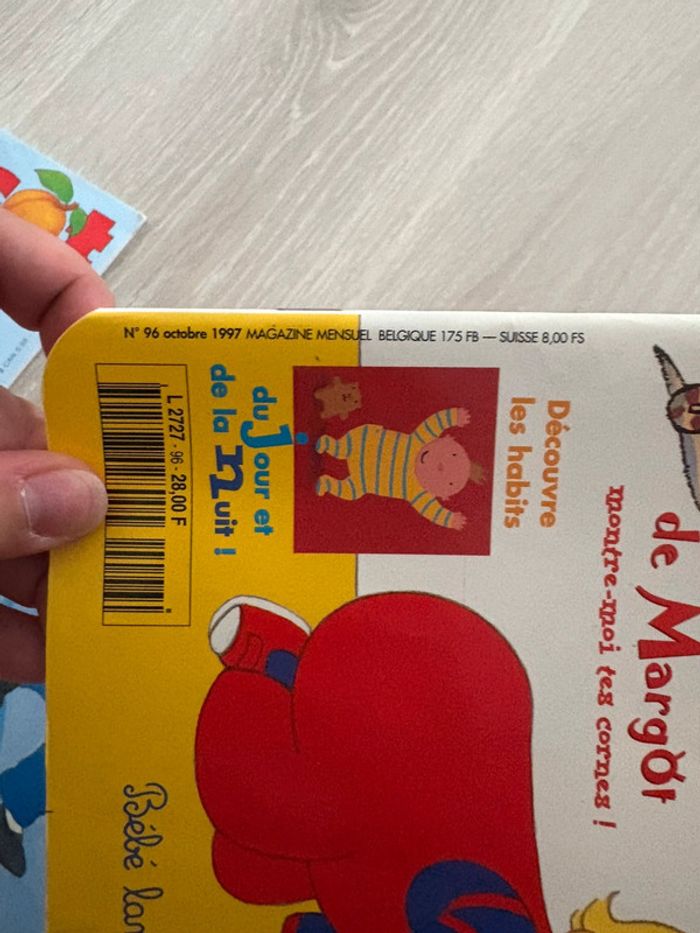 N° 96 octobre 1997 MAGAZINE MENSUEL BELGIQUE 175 FB — SUISSE 8,00 FS
de Margot
montre-moi tes cornes !
Découvre
les habits
du jour et
de la nuit !
L 2727 - 96 - 28,00 F
Bébé